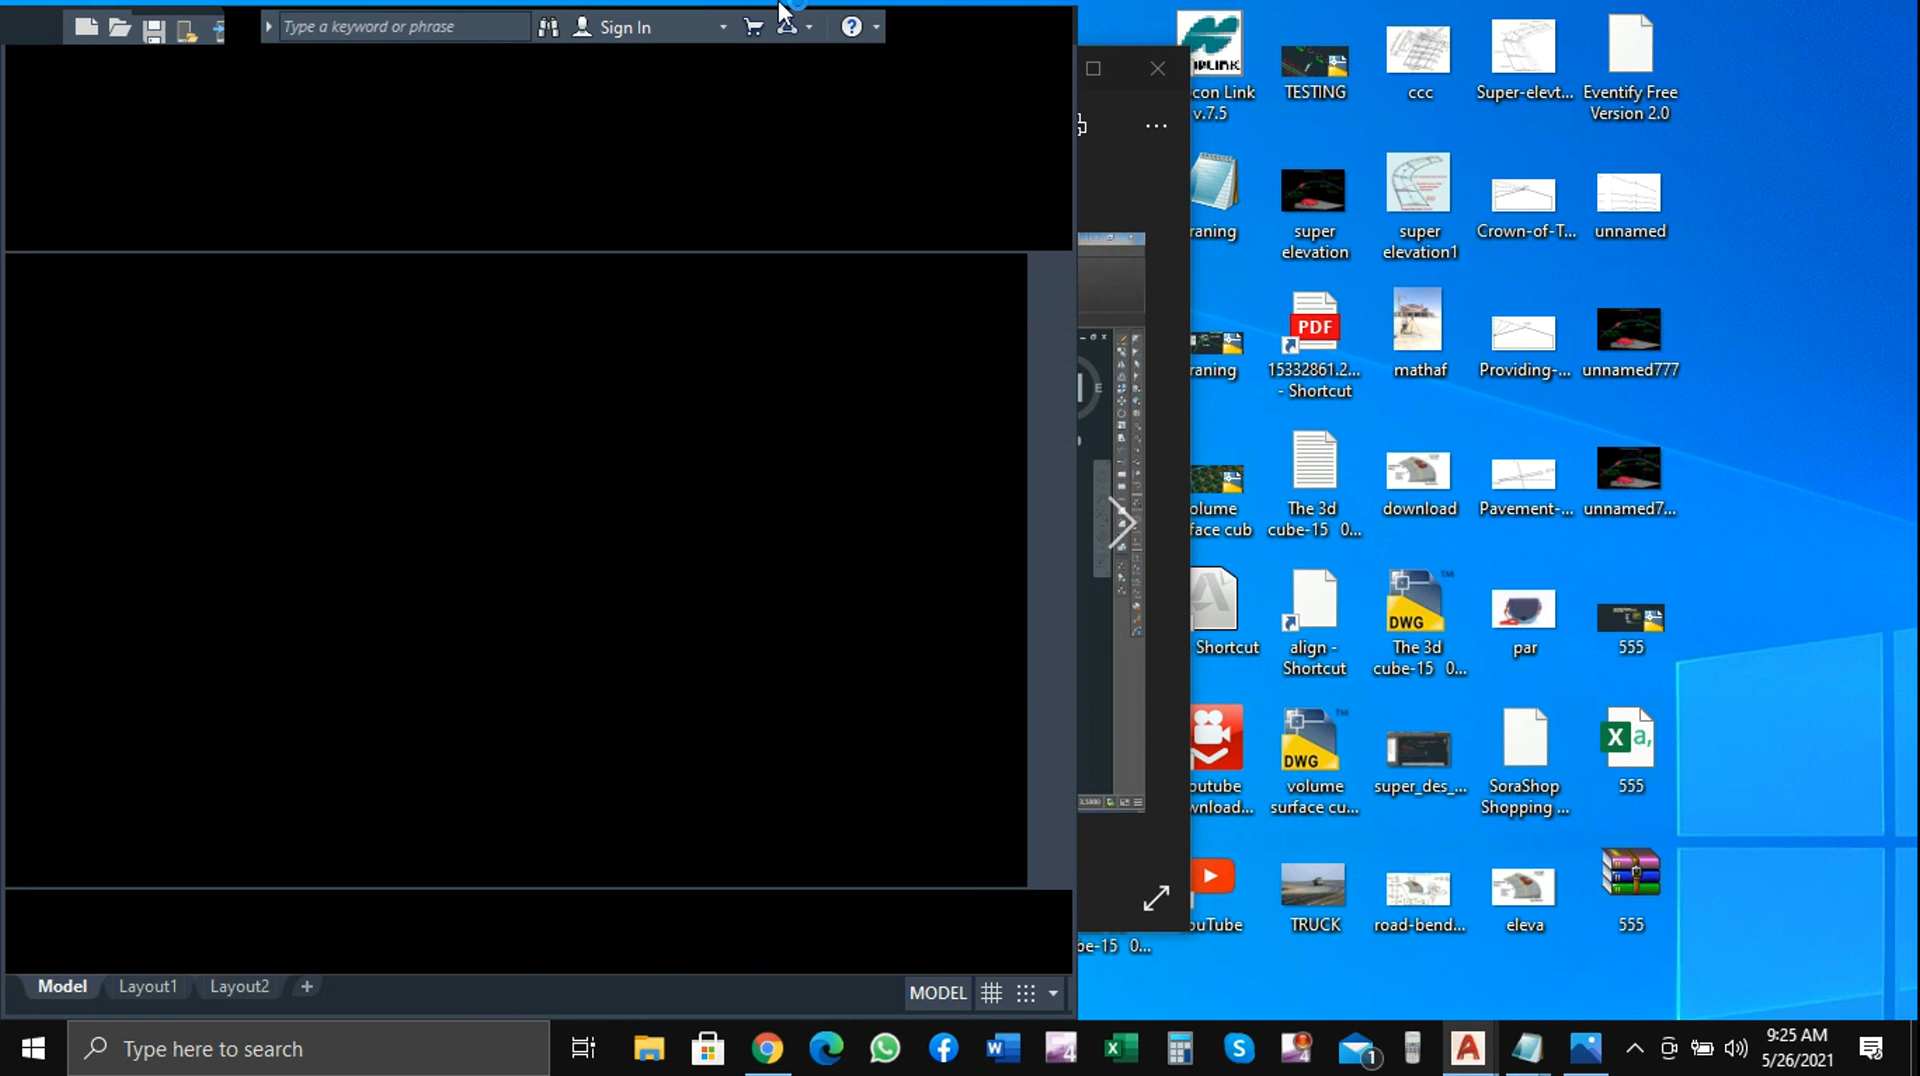 Type a keyword or phrase
Sign In
con Link
v.7.5
TESTING
ccc
Super-elevt...
Eventify Free
Version 2.0
raning
super
elevation
super
elevation1
Crown-of-T...
unnamed
raning
PDF
15332861.2...
- Shortcut
mathaf
Providing-...
unnamed777
olume
face cub
The 3d
cube-15 0...
download
Pavement-...
unnamed7...
Shortcut
align -
Shortcut
DWG
The 3d
cube-15 0...
par
555
outube
wnload...
DWG
volume
surface cu...
super_des_...
SoraShop
Shopping ...
555
ouTube
TRUCK
road-bend...
eleva
555
be-15 0...
Model
Layout1
Layout2
+
MODEL
Type here to search
1
9:25 AM
5/26/2021